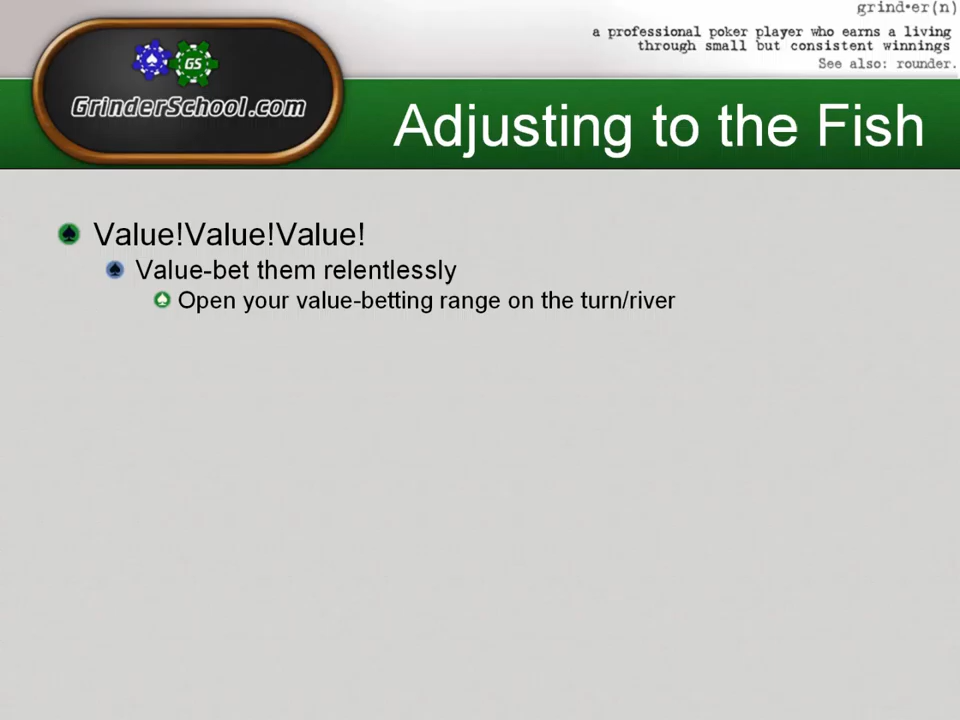 grind•er(n)
a professional poker player who earns a living
through small but consistent winnings
See also: rounder.
GS
GrinderSchool.com
Adjusting to the Fish
Value!Value!Value!
Value-bet them relentlessly
Open your value-betting range on the turn/river